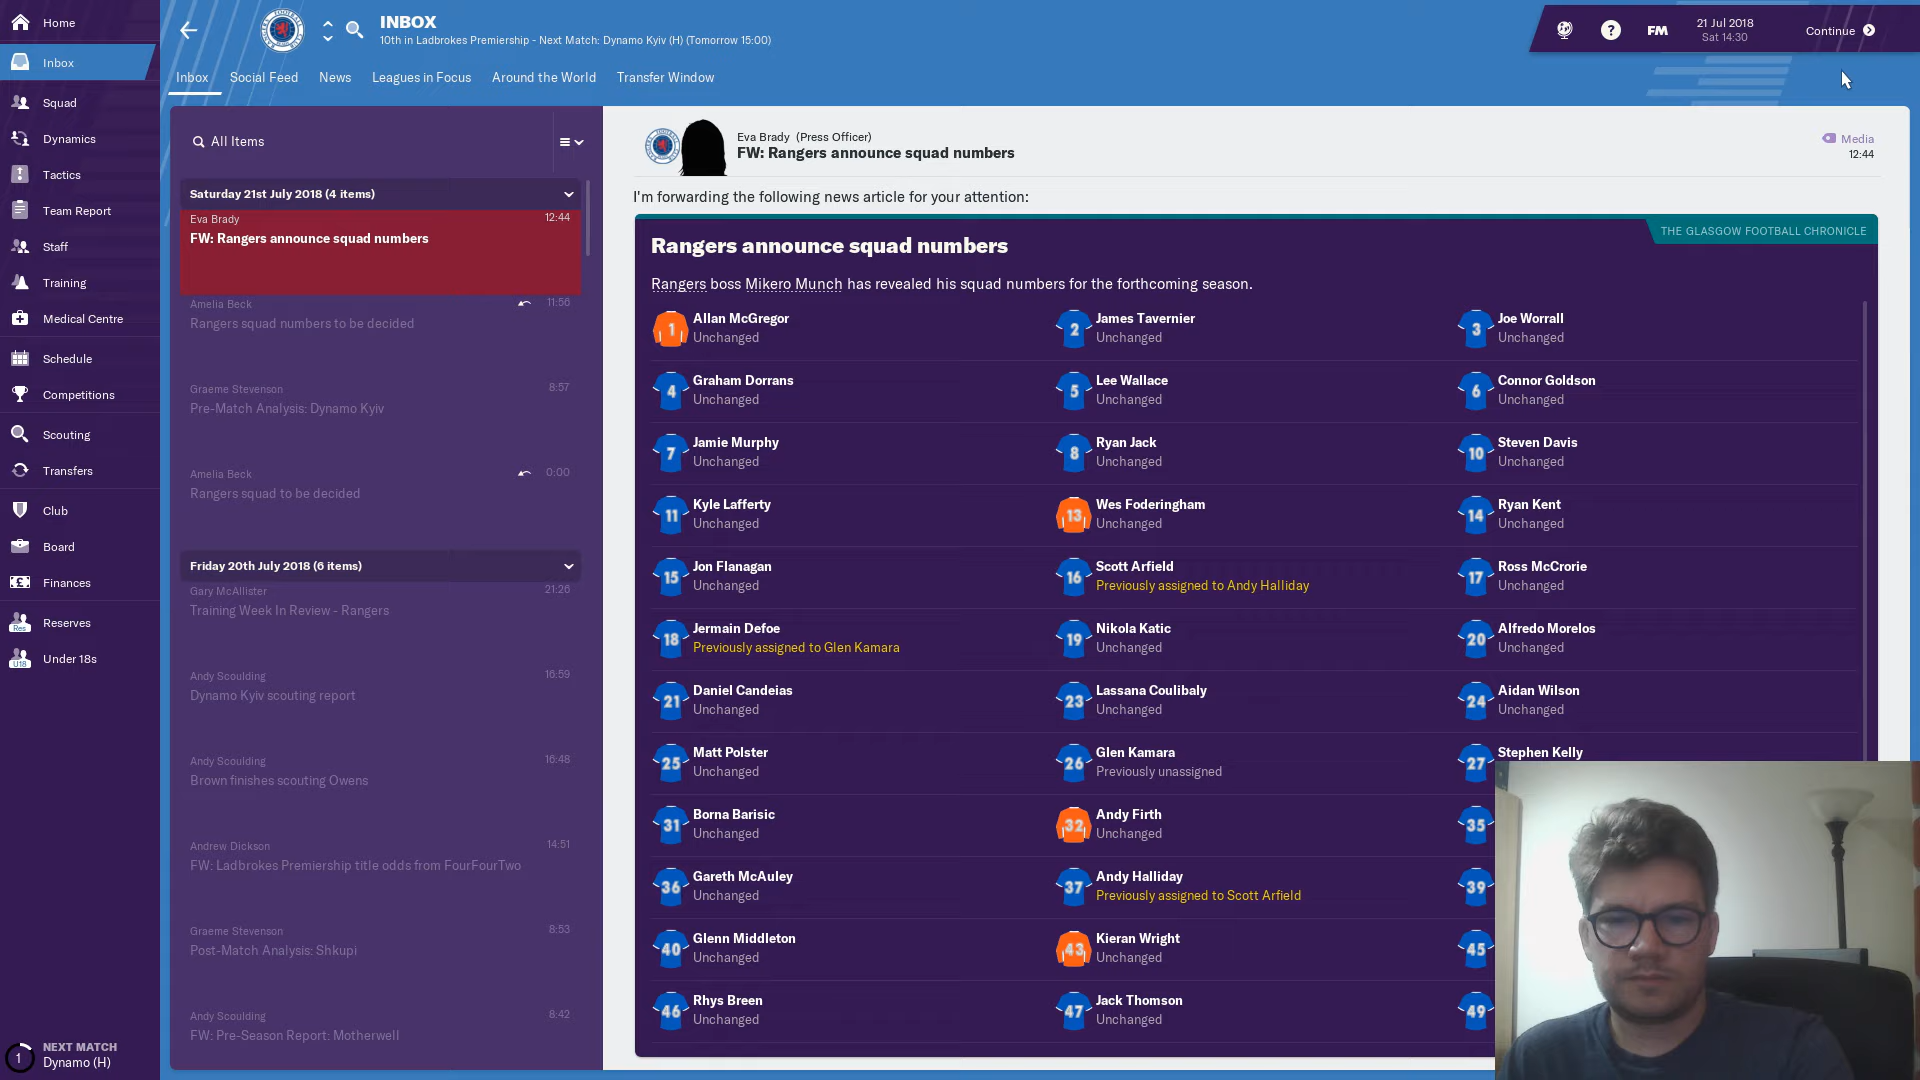 Home
Inbox
Squad
Dynamics
Tactics
Team Report
Staff
Training
Medical Centre
Schedule
Competitions
Scouting
Transfers
Club
Board
Finances
Res
Reserves
U18
Under 18s
1
NEXT MATCH
Dynamo (H)
INBOX
10th in Ladbrokes Premiership - Next Match: Dynamo Kyiv (H) (Tomorrow 15:00)
? FM 21 Jul 2018
Sat 14:30
Continue
Inbox Social Feed News Leagues in Focus Around the World Transfer Window
All Items
Saturday 21st July 2018 (4 items)
Eva Brady 12:44
FW: Rangers announce squad numbers
Amelia Beck 11:56
Rangers squad numbers to be decided
Graeme Stevenson 8:57
Pre-Match Analysis: Dynamo Kyiv
Amelia Beck 0:00
Rangers squad to be decided
Friday 20th July 2018 (6 items)
Gary McAllister 21:26
Training Week In Review - Rangers
Andy Scoulding 16:59
Dynamo Kyiv scouting report
Andy Scoulding 16:48
Brown finishes scouting Owens
Andrew Dickson 14:51
FW: Ladbrokes Premiership title odds from FourFourTwo
Graeme Stevenson 8:53
Post-Match Analysis: Shkupi
Andy Scoulding 8:42
FW: Pre-Season Report: Motherwell
Eva Brady (Press Officer)
FW: Rangers announce squad numbers
Media
12:44
I'm forwarding the following news article for your attention:
THE GLASGOW FOOTBALL CHRONICLE
Rangers announce squad numbers
Rangers boss Mikero Munch has revealed his squad numbers for the forthcoming season.
1 Allan McGregor
Unchanged
2 James Tavernier
Unchanged
3 Joe Worrall
Unchanged
4 Graham Dorrans
Unchanged
5 Lee Wallace
Unchanged
6 Connor Goldson
Unchanged
7 Jamie Murphy
Unchanged
8 Ryan Jack
Unchanged
10 Steven Davis
Unchanged
11 Kyle Lafferty
Unchanged
13 Wes Foderingham
Unchanged
14 Ryan Kent
Unchanged
15 Jon Flanagan
Unchanged
16 Scott Arfield
Previously assigned to Andy Halliday
17 Ross McCrorie
Unchanged
18 Jermain Defoe
Previously assigned to Glen Kamara
19 Nikola Katic
Unchanged
20 Alfredo Morelos
Unchanged
21 Daniel Candeias
Unchanged
23 Lassana Coulibaly
Unchanged
24 Aidan Wilson
Unchanged
25 Matt Polster
Unchanged
26 Glen Kamara
Previously unassigned
27 Stephen Kelly
31 Borna Barisic
Unchanged
32 Andy Firth
Unchanged
35
36 Gareth McAuley
Unchanged
37 Andy Halliday
Previously assigned to Scott Arfield
39
40 Glenn Middleton
Unchanged
43 Kieran Wright
Unchanged
45
46 Rhys Breen
Unchanged
47 Jack Thomson
Unchanged
49